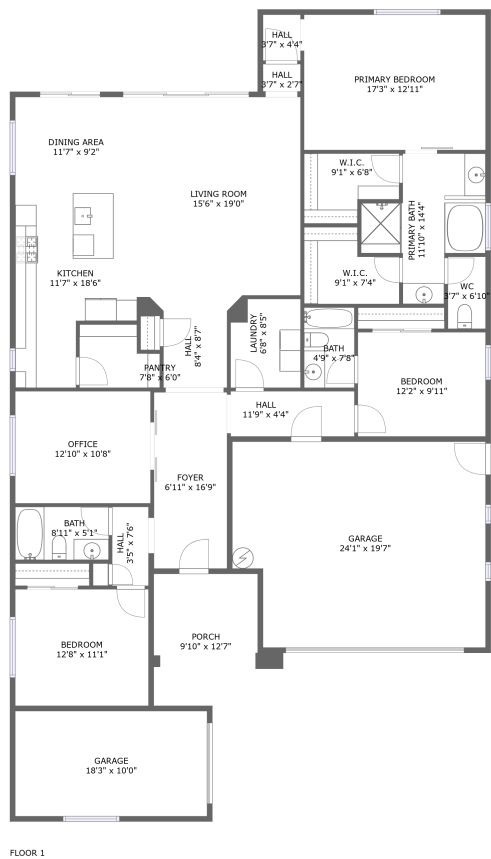 HALL
3'7" x 4'4"
HALL
3'7" x 2'7"
PRIMARY BEDROOM
17'3" x 12'11"
DINING AREA
11'7" x 9'2"
LIVING ROOM
15'6" x 19'0"
W.I.C.
9'1" x 6'8"
PRIMARY BATH
11'10" x 14'4"
KITCHEN
11'7" x 18'6"
W.I.C.
9'1" x 7'4"
WC
3'7" x 6'10"
HALL
8'4" x 8'7"
LAUNDRY
6'8" x 8'5"
BATH
4'9" x 7'8"
PANTRY
7'8" x 6'0"
BEDROOM
12'2" x 9'11"
HALL
11'9" x 4'4"
OFFICE
12'10" x 10'8"
FOYER
6'11" x 16'9"
BATH
8'11" x 5'1"
HALL
3'5" x 7'6"
GARAGE
24'1" x 19'7"
BEDROOM
12'8" x 11'1"
PORCH
9'10" x 12'7"
GARAGE
18'3" x 10'0"
FLOOR 1